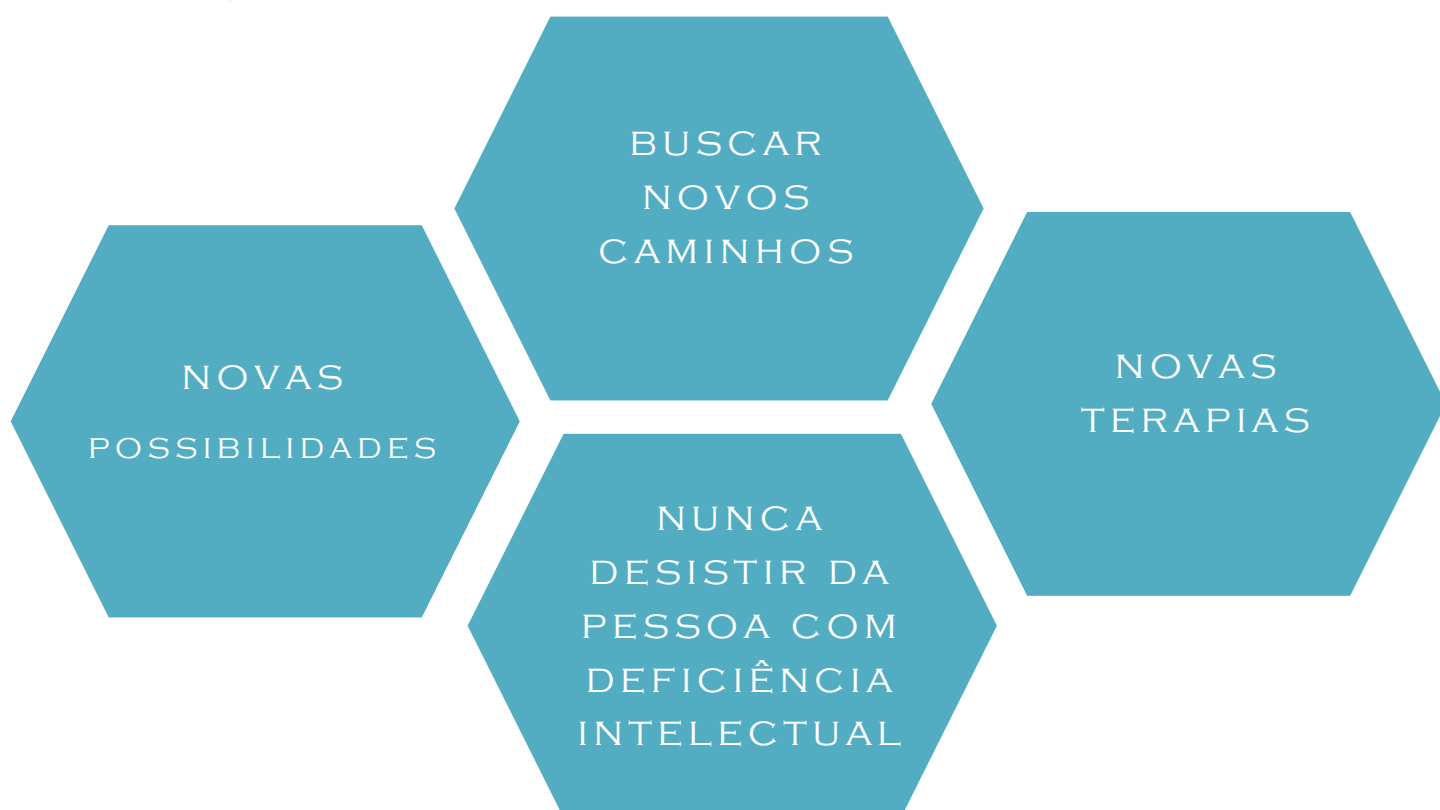 BUSCAR
NOVOS
CAMINHOS
NOVAS
POSSIBILIDADES
NOVAS
TERAPIAS
NUNCA
DESISTIR DA
PESSOA COM
DEFICIÊNCIA
INTELECTUAL